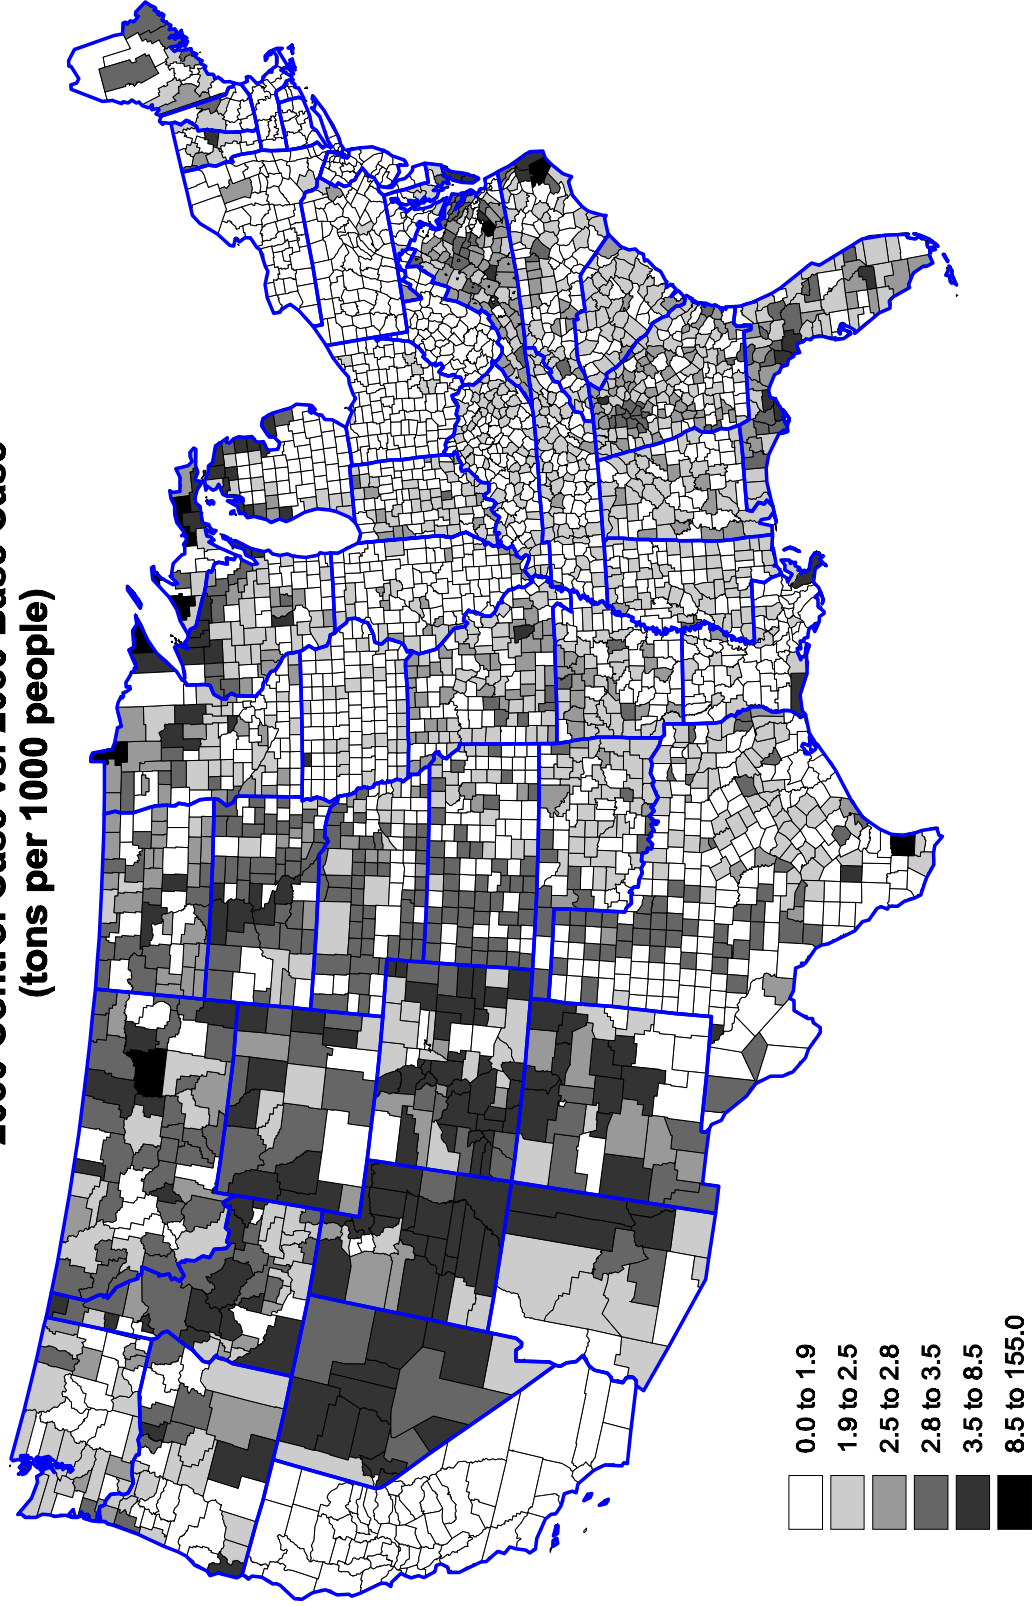 (tons per 1000 people)
0.0 to 1.9
1.9 to 2.5
2.5 to 2.8
2.8 to 3.5
3.5 to 8.5
8.5 to 155.0